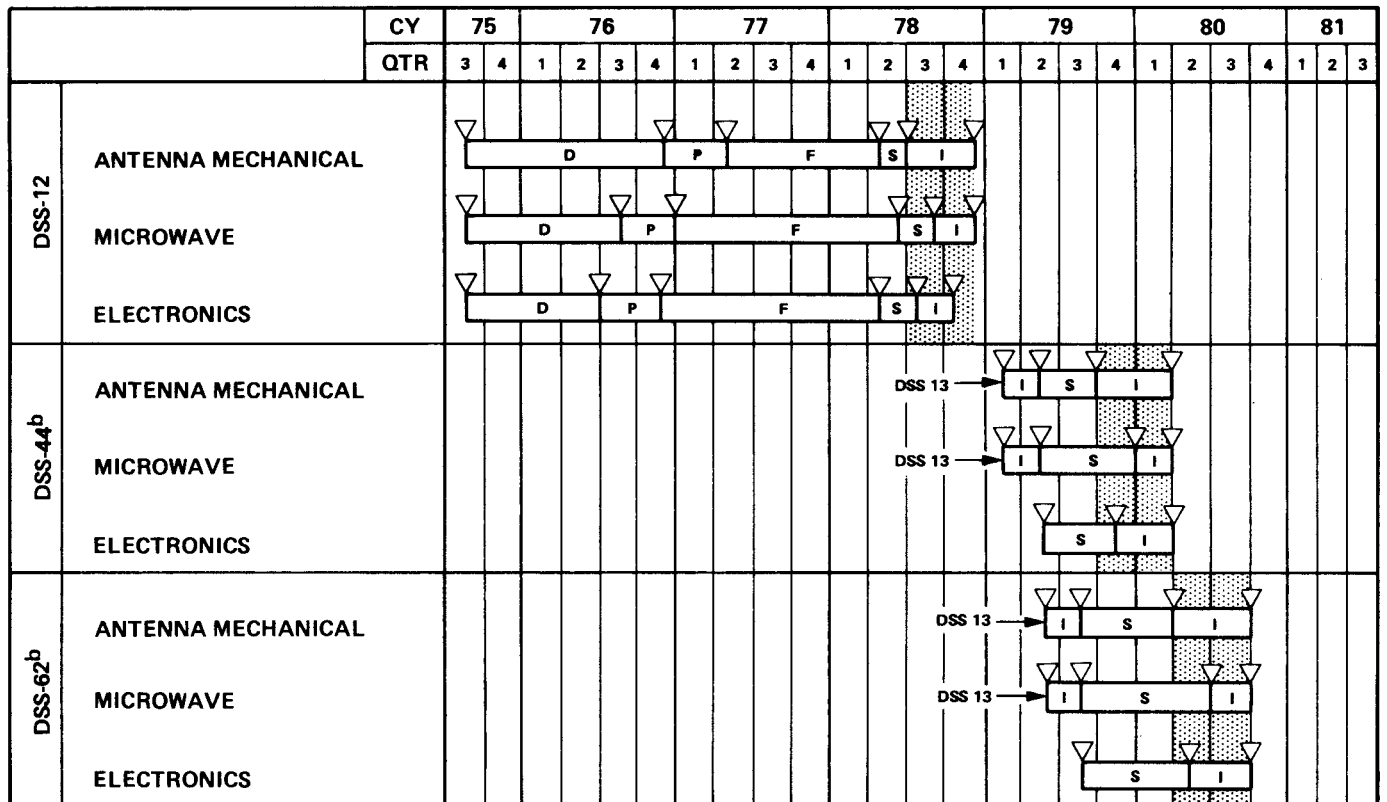 CY 75 76 77 78 79 80 81
QTR 3 4 1 2 3 4 1 2 3 4 1 2 3 4 1 2 3 4 1 2 3 4 1 2 3
DSS-12
ANTENNA MECHANICAL D P F S I
MICROWAVE D P F S I
ELECTRONICS D P F S I
DSS-44b
ANTENNA MECHANICAL DSS 13 I S I
MICROWAVE DSS 13 I S I
ELECTRONICS S I
DSS-62b
ANTENNA MECHANICAL DSS 13 I S I
MICROWAVE DSS 13 I S I
ELECTRONICS S I